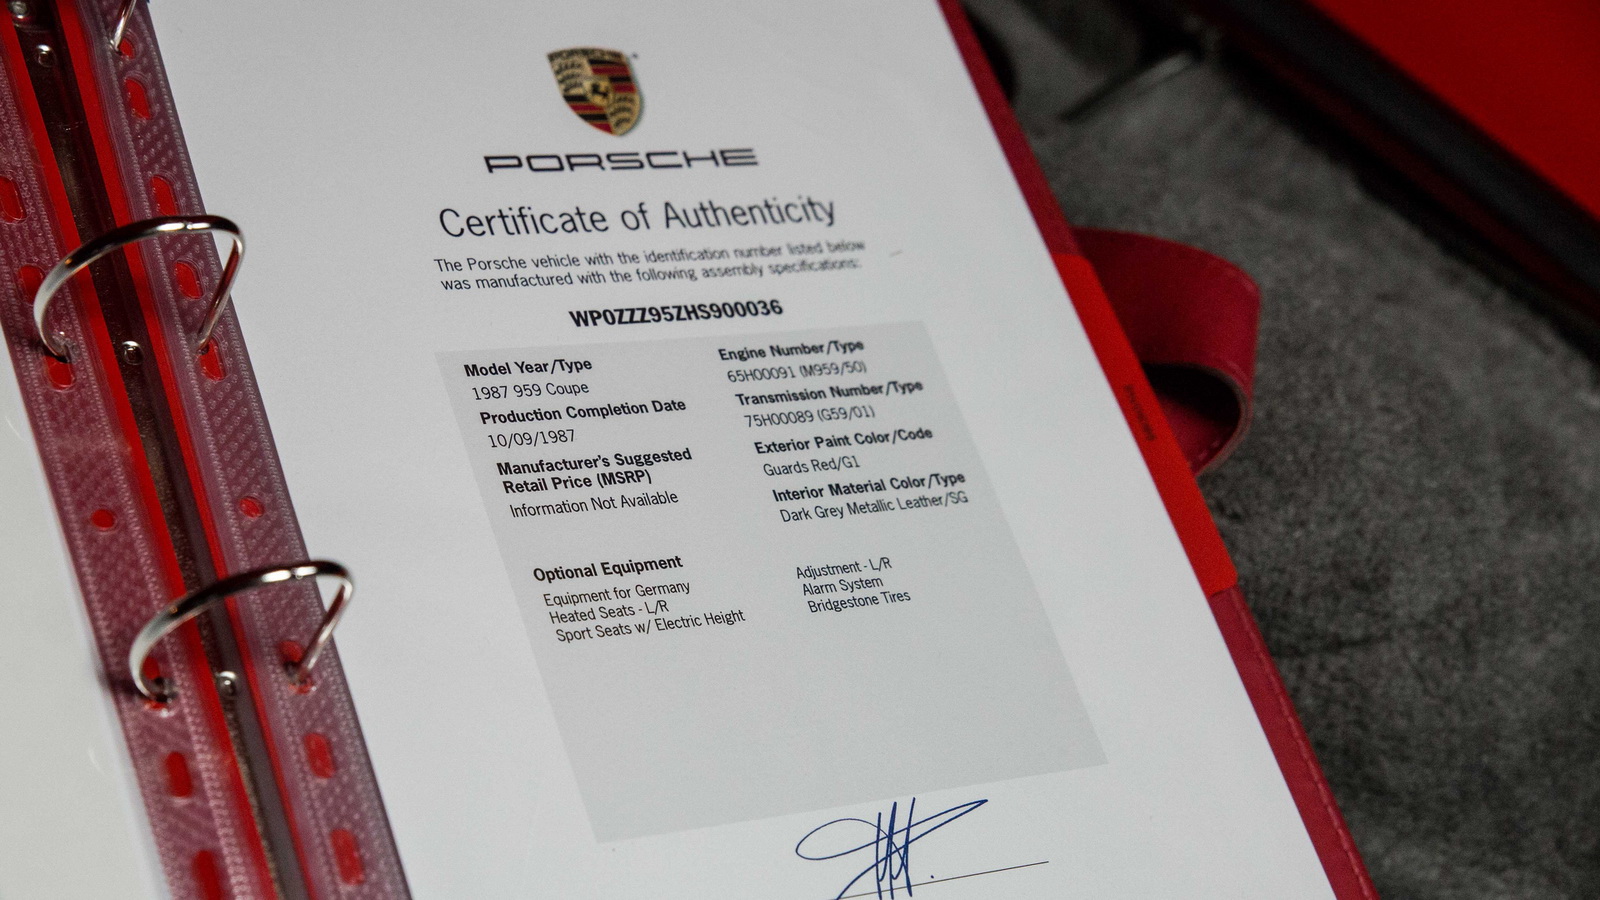 PORSCHE
PORSCHE
Certificate of Authenticity
The Porsche vehicle with the identification number listed below
was manufactured with the following assembly specifications:
WP0ZZZ95ZHS900036
Model Year/Type
1987 959 Coupe
Production Completion Date
10/09/1987
Manufacturer's Suggested
Retail Price (MSRP)
Information Not Available
Engine Number/Type
65H00091 (M959/50)
Transmission Number/Type
75H00089 (G59/01)
Exterior Paint Color/Code
Guards Red/G1
Interior Material Color/Type
Dark Grey Metallic Leather/SG
Optional Equipment
Equipment for Germany
Heated Seats - L/R
Sport Seats w/ Electric Height
Adjustment - L/R
Alarm System
Bridgestone Tires